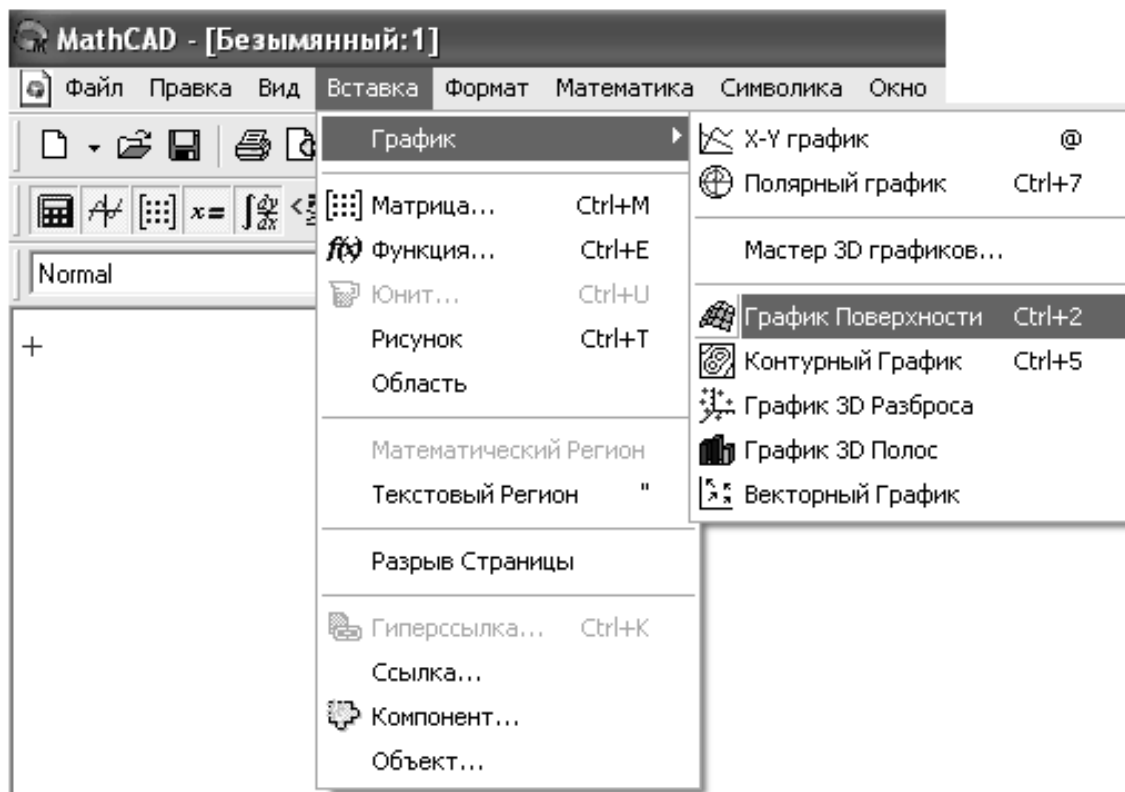 MathCAD - [Безымянный:1]
Файл Правка Вид Вставка Формат Математика Символика Окно
График
X-Y график @
Полярный график Ctrl+7
Мастер 3D графиков...
График Поверхности Ctrl+2
Контурный График Ctrl+5
График 3D Разброса
График 3D Полос
Векторный График
Матрица... Ctrl+M
f(x) Функция... Ctrl+E
Юнит... Ctrl+U
Рисунок Ctrl+T
Область
Математический Регион
Текстовый Регион "
Разрыв Страницы
Гиперссылка... Ctrl+K
Ссылка...
Компонент...
Объект...
x=
∫ dy/dx
Normal
+